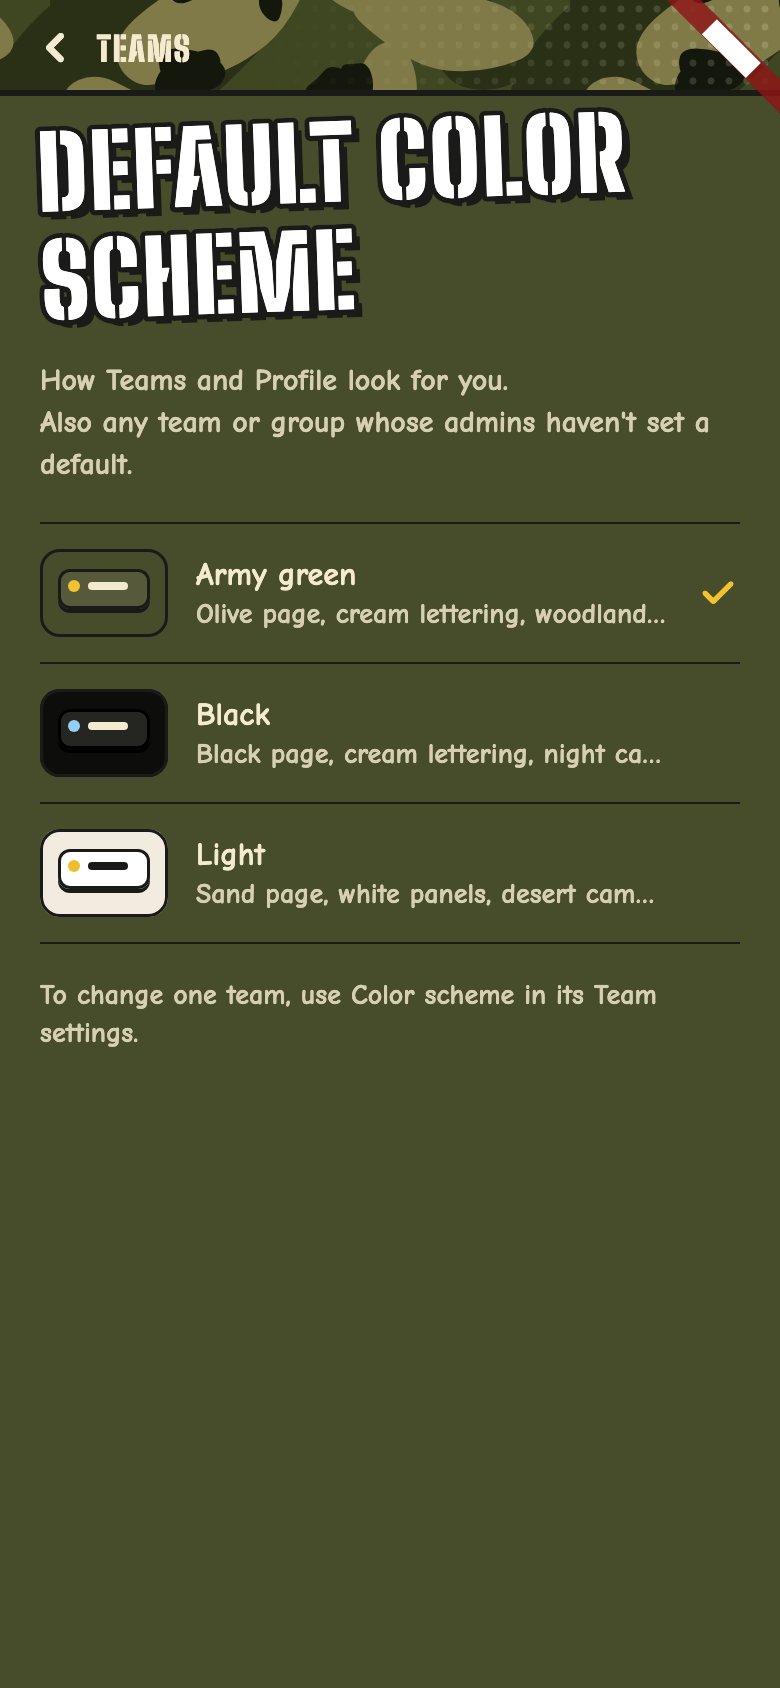 TEAMS
DEFAULT COLOR
SCHEME
How Teams and Profile look for you.
Also any team or group whose admins haven't set a
default.
Army green
Olive page, cream lettering, woodland...
Black
Black page, cream lettering, night ca...
Light
Sand page, white panels, desert cam...
To change one team, use Color scheme in its Team
settings.